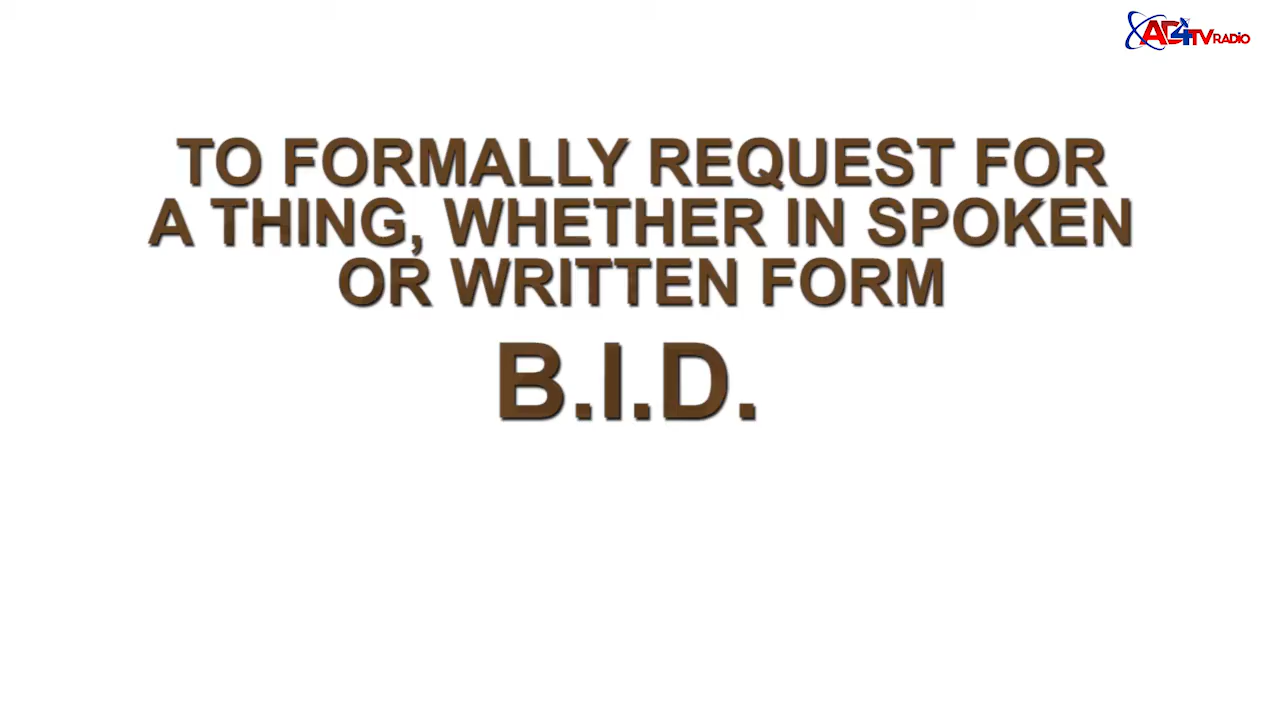 AC4TV RADIO
TO FORMALLY REQUEST FOR
A THING, WHETHER IN SPOKEN
OR WRITTEN FORM
B.I.D.